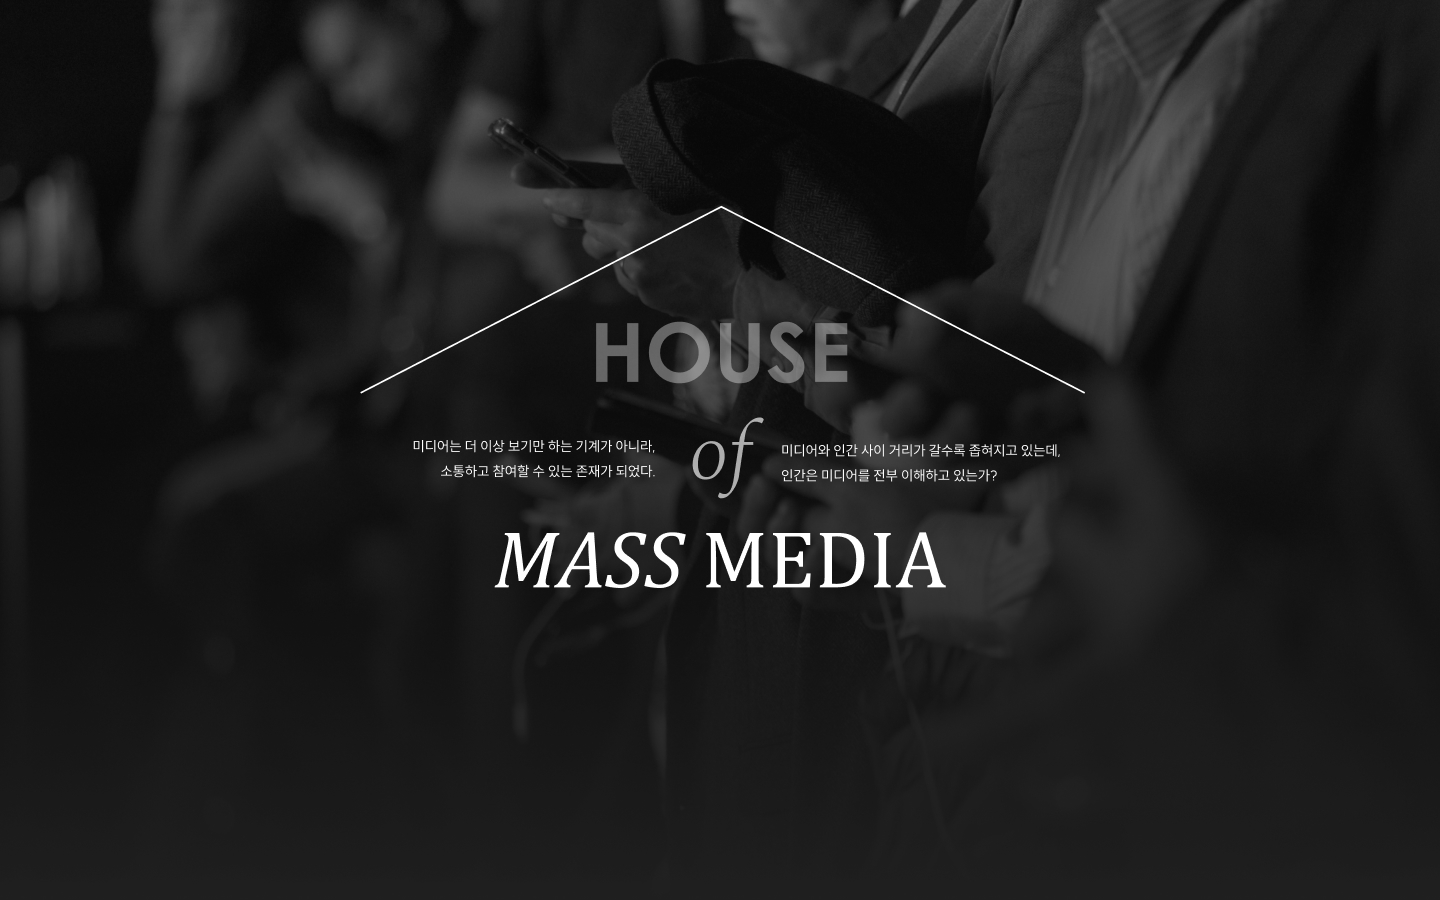 HOUSE
of
미디어는 더 이상 보기만 하는 기계가 아니라,
소통하고 참여할 수 있는 존재가 되었다.
미디어와 인간 사이 거리가 갈수록 좁혀지고 있는데,
인간은 미디어를 전부 이해하고 있는가?
MASS MEDIA